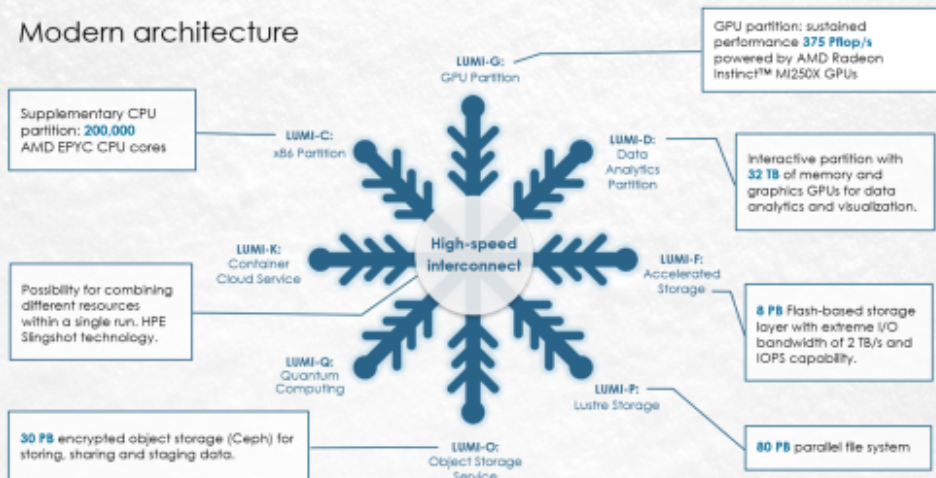 Modern architecture
LUMI-G:
GPU Partition
GPU partition: sustained
performance 375 Pflop/s
powered by AMD Radeon
Instinct™ MI250X GPUs
Supplementary CPU
partition: 200,000
AMD EPYC CPU cores
LUMI-C:
x86 Partition
LUMI-D:
Data
Analytics
Partition
Interactive partition with
32 TB of memory and
graphics GPUs for data
analytics and visualization.
LUMI-K:
Container
Cloud Service
High-speed
interconnect
LUMI-F:
Accelerated
Storage
Possibility for combining
different resources
within a single run. HPE
Slingshot technology.
8 PB Flash-based storage
layer with extreme I/O
bandwidth of 2 TB/s and
IOPS capability.
LUMI-Q:
Quantum
Computing
LUMI-P:
Lustre Storage
30 PB encrypted object storage (Ceph) for
storing, sharing and staging data.
LUMI-O:
Object Storage
Service
80 PB parallel file system